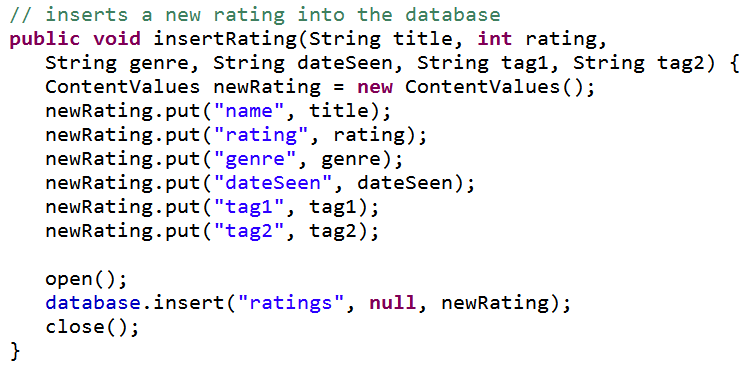 // inserts a new rating into the database
public void insertRating(String title, int rating,
   String genre, String dateSeen, String tag1, String tag2) {
   ContentValues newRating = new ContentValues();
   newRating.put("name", title);
   newRating.put("rating", rating);
   newRating.put("genre", genre);
   newRating.put("dateSeen", dateSeen);
   newRating.put("tag1", tag1);
   newRating.put("tag2", tag2);

   open();
   database.insert("ratings", null, newRating);
   close();
}